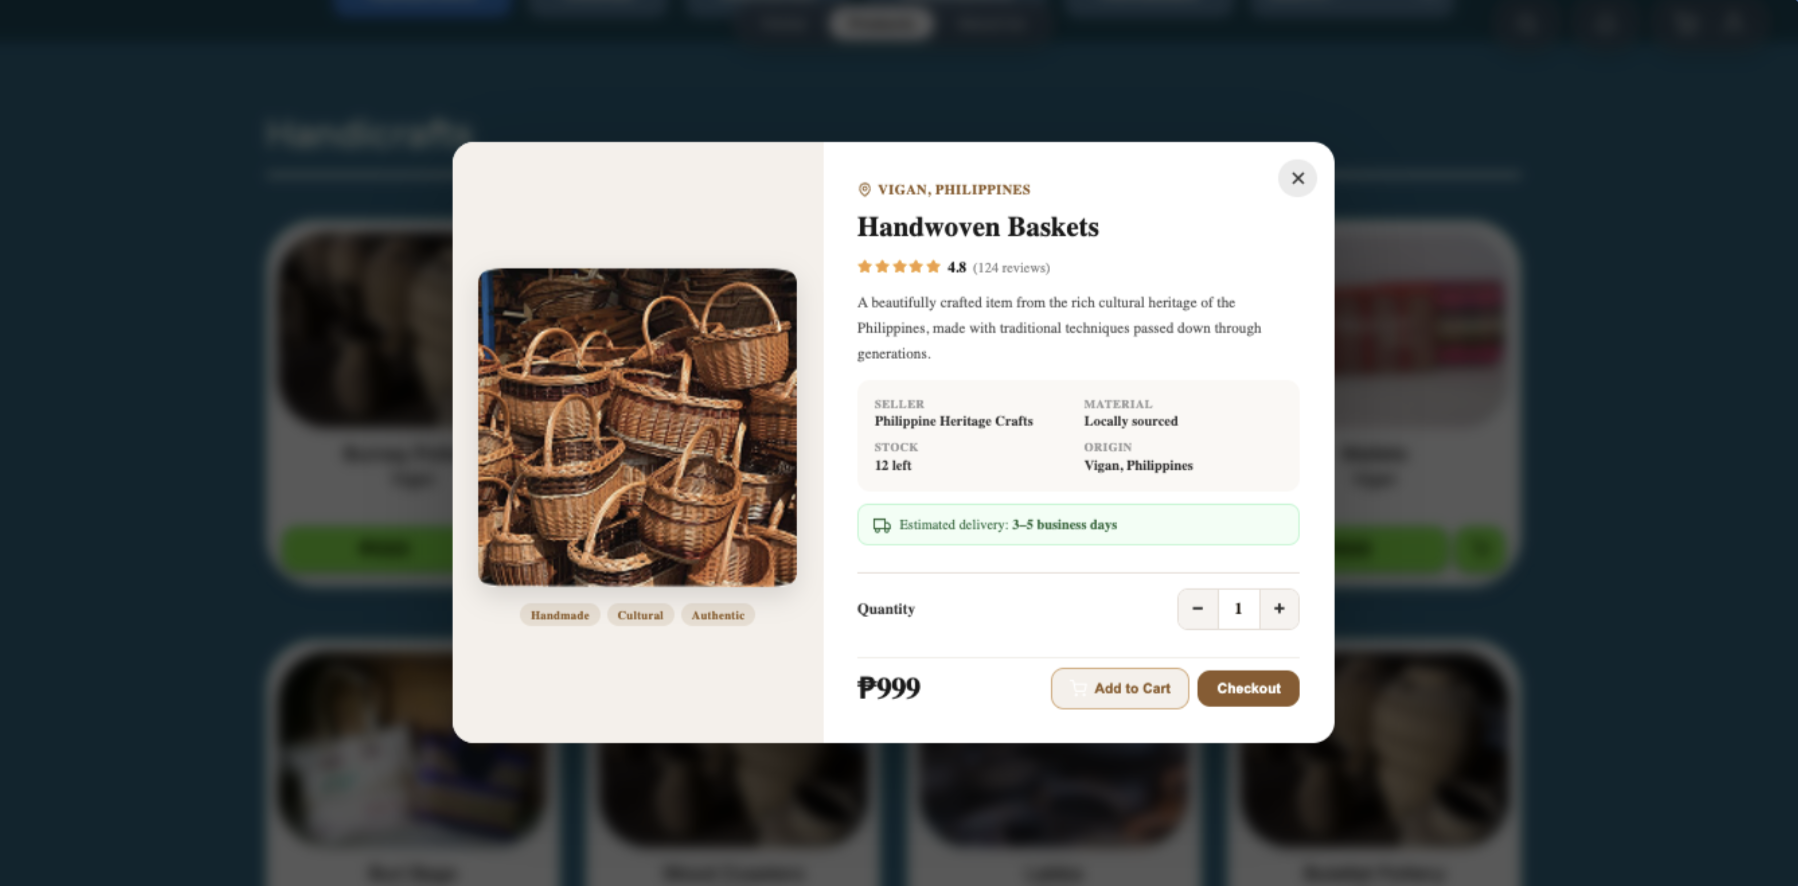 Handicrafts
VIGAN, PHILIPPINES
Handwoven Baskets
4.8 (124 reviews)
A beautifully crafted item from the rich cultural heritage of the
Philippines, made with traditional techniques passed down through
generations.
SELLER
Philippine Heritage Crafts
MATERIAL
Locally sourced
STOCK
12 left
ORIGIN
Vigan, Philippines
Estimated delivery: 3–5 business days
Handmade Cultural Authentic
Quantity
− 1 +
₱999
Add to Cart
Checkout